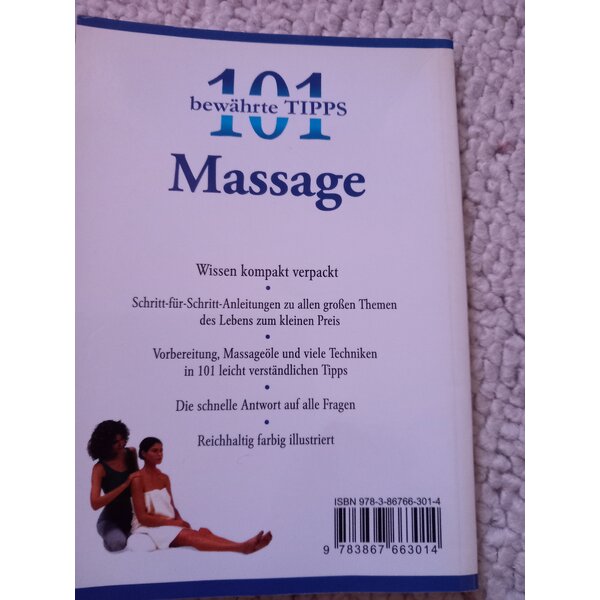 101
bewährte TIPPS
Massage
Wissen kompakt verpackt
•
Schritt-für-Schritt-Anleitungen zu allen großen Themen
des Lebens zum kleinen Preis
•
Vorbereitung, Massageöle und viele Techniken
in 101 leicht verständlichen Tipps
•
Die schnelle Antwort auf alle Fragen
•
Reichhaltig farbig illustriert
ISBN 978-3-86766-301-4
9 783867 663014